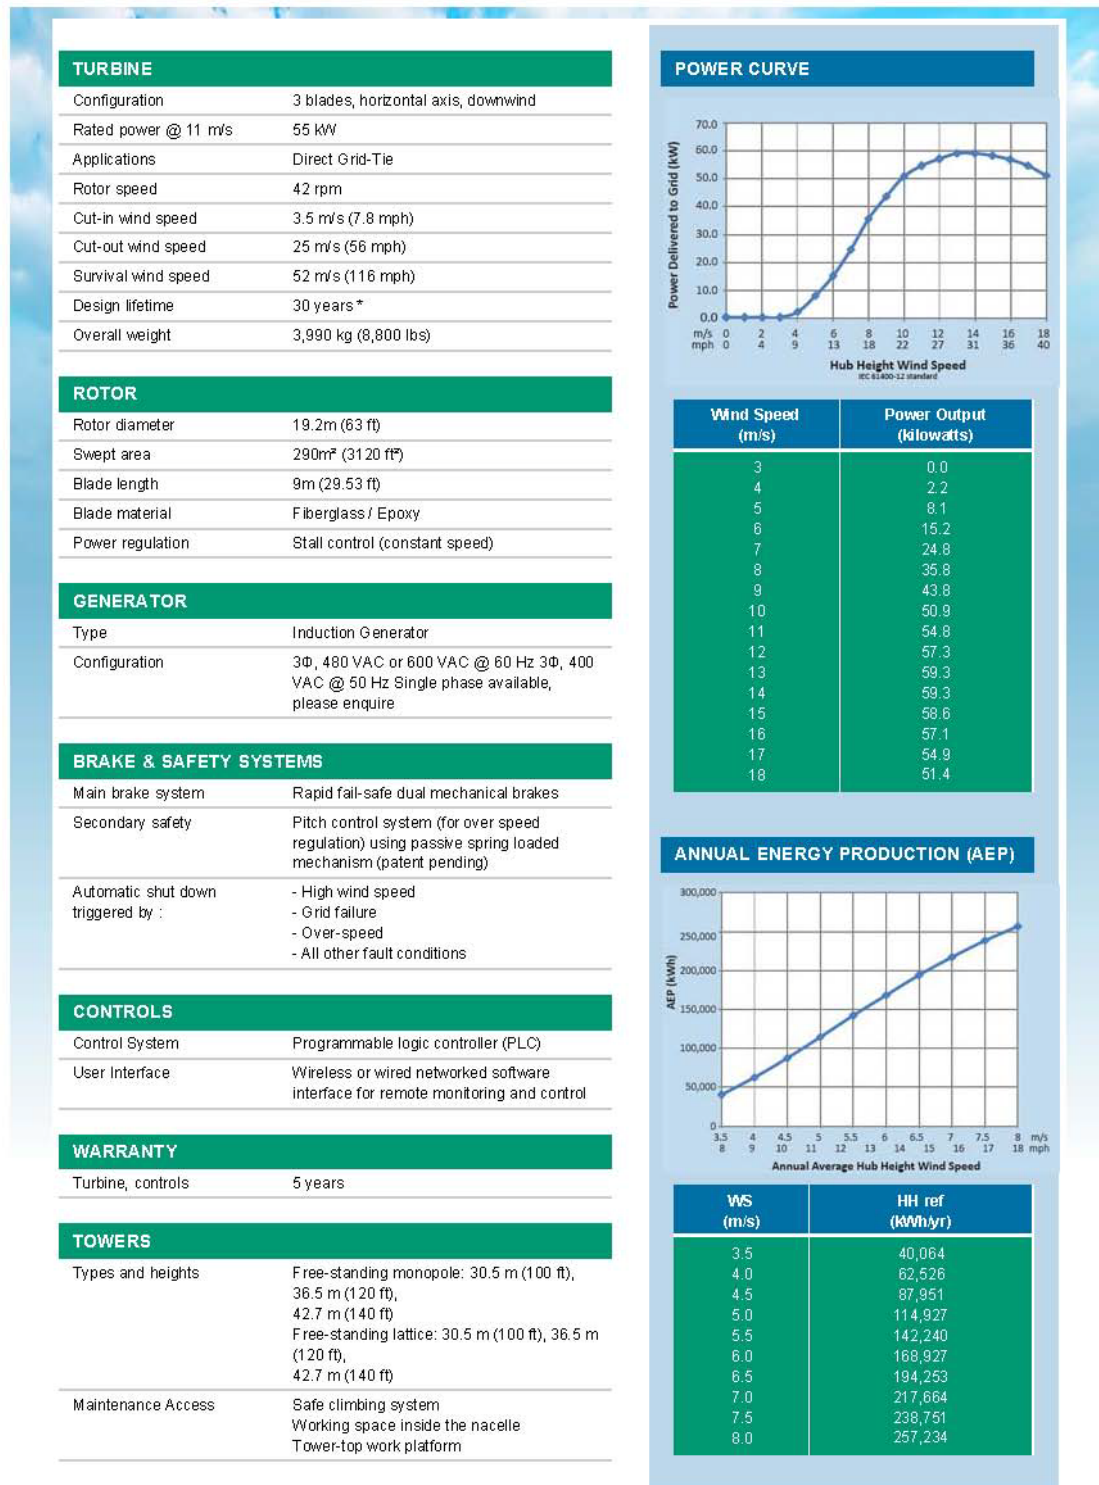 TURBINE
Configuration 3 blades, horizontal axis, downwind
Rated power @ 11 m/s 55 kW
Applications Direct Grid-Tie
Rotor speed 42 rpm
Cut-in wind speed 3.5 m/s (7.8 mph)
Cut-out wind speed 25 m/s (56 mph)
Survival wind speed 52 m/s (116 mph)
Design lifetime 30 years *
Overall weight 3,990 kg (8,800 lbs)
ROTOR
Rotor diameter 19.2m (63 ft)
Swept area 290m² (3120 ft²)
Blade length 9m (29.53 ft)
Blade material Fiberglass / Epoxy
Power regulation Stall control (constant speed)
GENERATOR
Type Induction Generator
Configuration 3Φ, 480 VAC or 600 VAC @ 60 Hz 3Φ, 400
VAC @ 50 Hz Single phase available,
please enquire
BRAKE & SAFETY SYSTEMS
Main brake system Rapid fail-safe dual mechanical brakes
Secondary safety Pitch control system (for over speed
regulation) using passive spring loaded
mechanism (patent pending)
Automatic shut down - High wind speed
triggered by : - Grid failure
- Over-speed
- All other fault conditions
CONTROLS
Control System Programmable logic controller (PLC)
User Interface Wireless or wired networked software
interface for remote monitoring and control
WARRANTY
Turbine, controls 5 years
TOWERS
Types and heights Free-standing monopole: 30.5 m (100 ft),
36.5 m (120 ft),
42.7 m (140 ft)
Free-standing lattice: 30.5 m (100 ft), 36.5 m
(120 ft),
42.7 m (140 ft)
Maintenance Access Safe climbing system
Working space inside the nacelle
Tower-top work platform
POWER CURVE
Power Delivered to Grid (kW)
70.0
60.0
50.0
40.0
30.0
20.0
10.0
0.0
m/s 0 2 4 6 8 10 12 14 16 18
mph 0 4 9 13 18 22 27 31 36 40
Hub Height Wind Speed
IEC 61400-12 standard
Wind Speed Power Output
(m/s) (kilowatts)
3 0.0
4 2.2
5 8.1
6 15.2
7 24.8
8 35.8
9 43.8
10 50.9
11 54.8
12 57.3
13 59.3
14 59.3
15 58.6
16 57.1
17 54.9
18 51.4
ANNUAL ENERGY PRODUCTION (AEP)
AEP (kWh)
300,000
250,000
200,000
150,000
100,000
50,000
0
3.5 4 4.5 5 5.5 6 6.5 7 7.5 8 m/s
8 9 10 11 12 13 14 15 16 17 18 mph
Annual Average Hub Height Wind Speed
WS HH ref
(m/s) (kWh/yr)
3.5 40,064
4.0 62,526
4.5 87,951
5.0 114,927
5.5 142,240
6.0 168,927
6.5 194,253
7.0 217,664
7.5 238,751
8.0 257,234